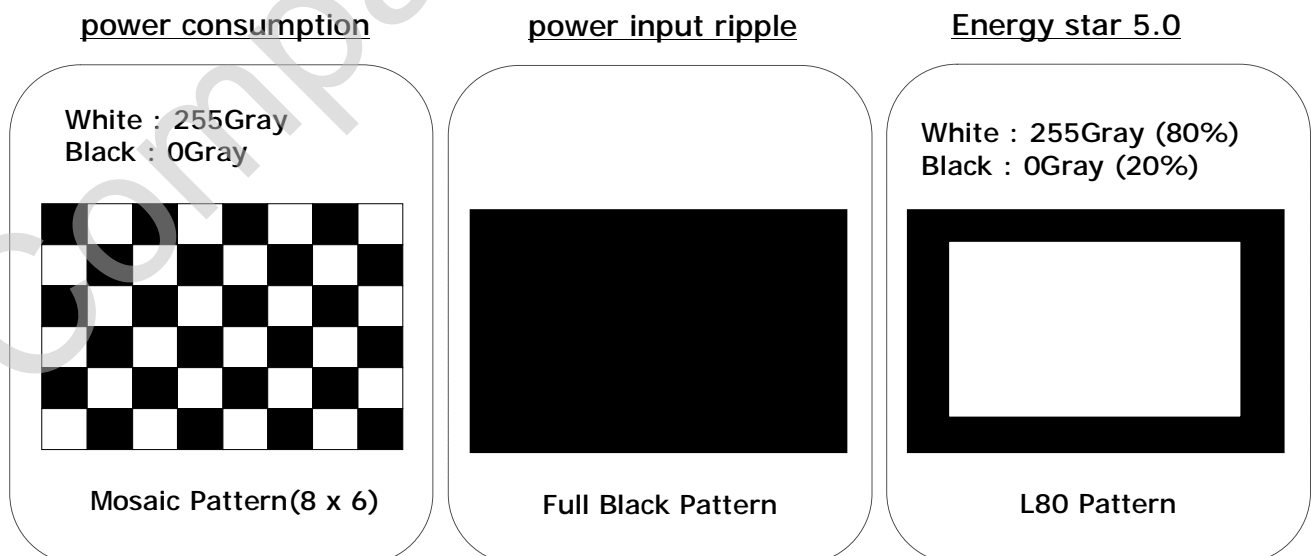 power consumption
White : 255Gray
Black : 0Gray
Mosaic Pattern(8 x 6)
power input ripple
Full Black Pattern
Energy star 5.0
White : 255Gray (80%)
Black : 0Gray (20%)
L80 Pattern
Compa